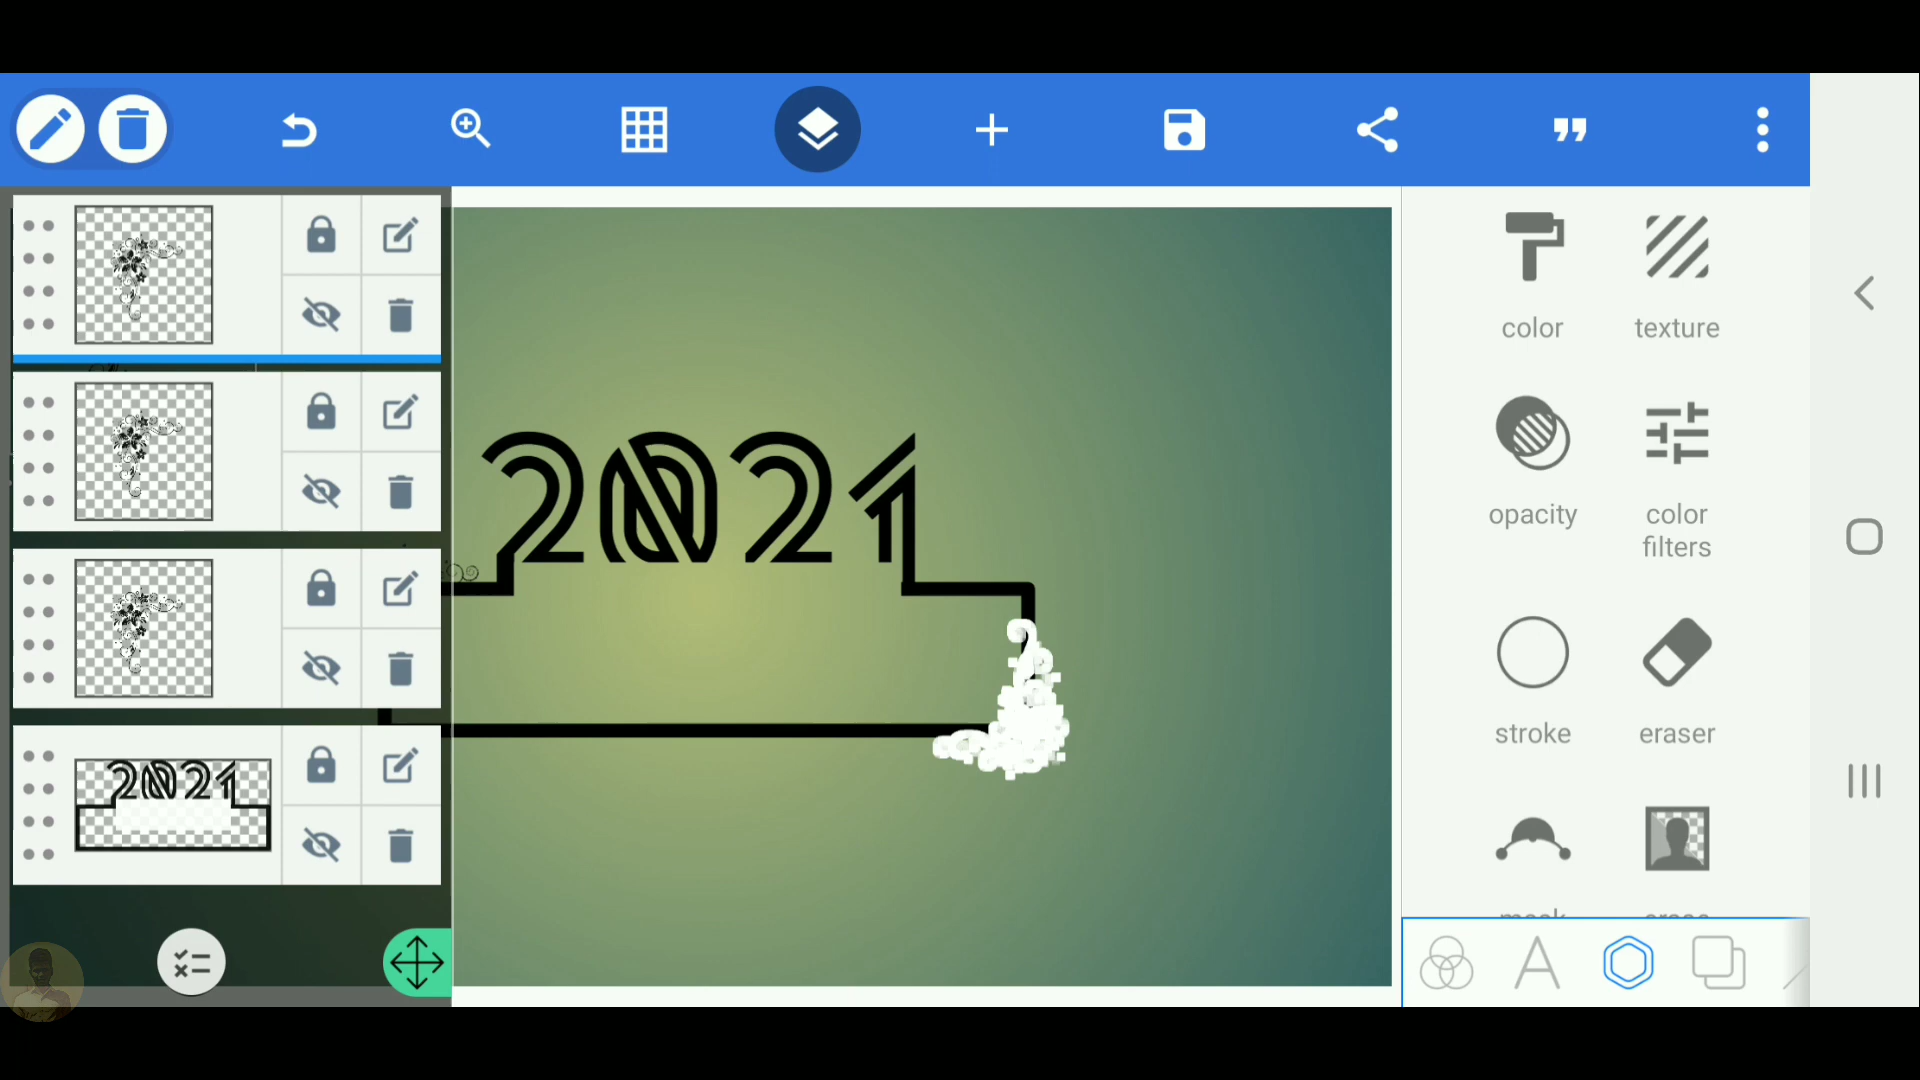 2021
2021
color
texture
opacity
color
filters
stroke
eraser